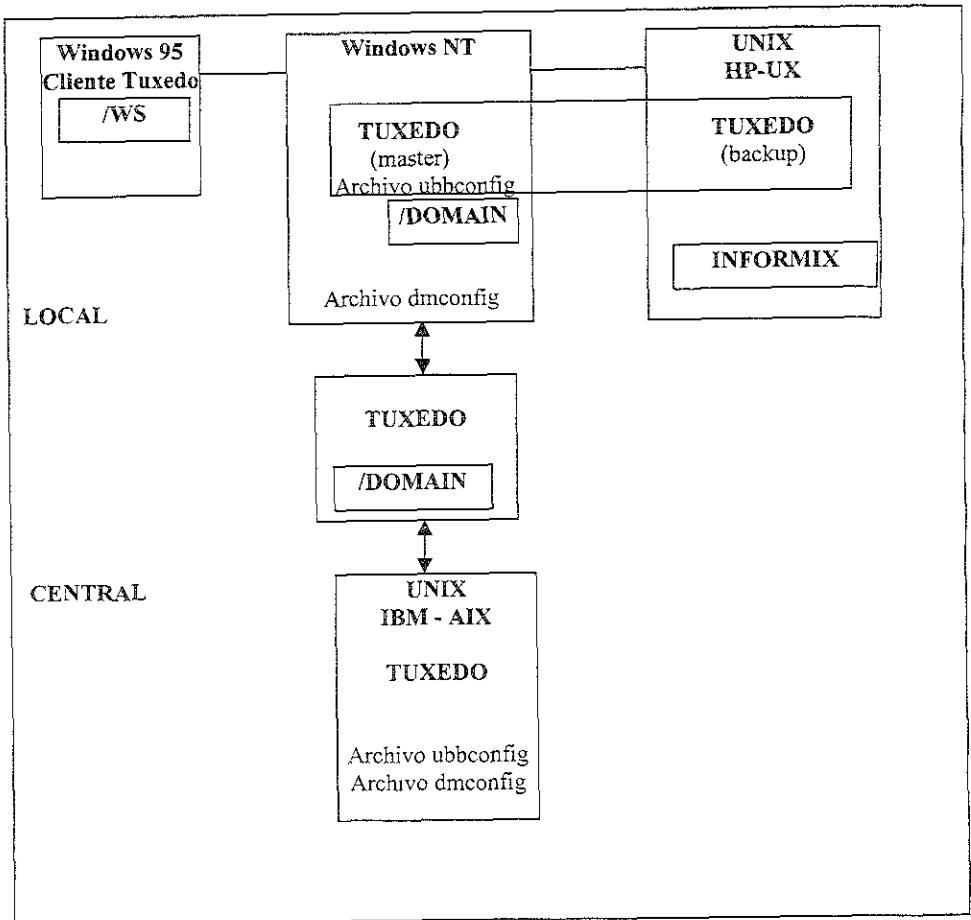 Windows 95
Cliente Tuxedo
/WS
Windows NT
TUXEDO
(master)
Archivo ubbconfig
/DOMAIN
Archivo dmconfig
UNIX
HP-UX
TUXEDO
(backup)
INFORMIX
LOCAL
TUXEDO
/DOMAIN
CENTRAL
UNIX
IBM - AIX
TUXEDO
Archivo ubbconfig
Archivo dmconfig